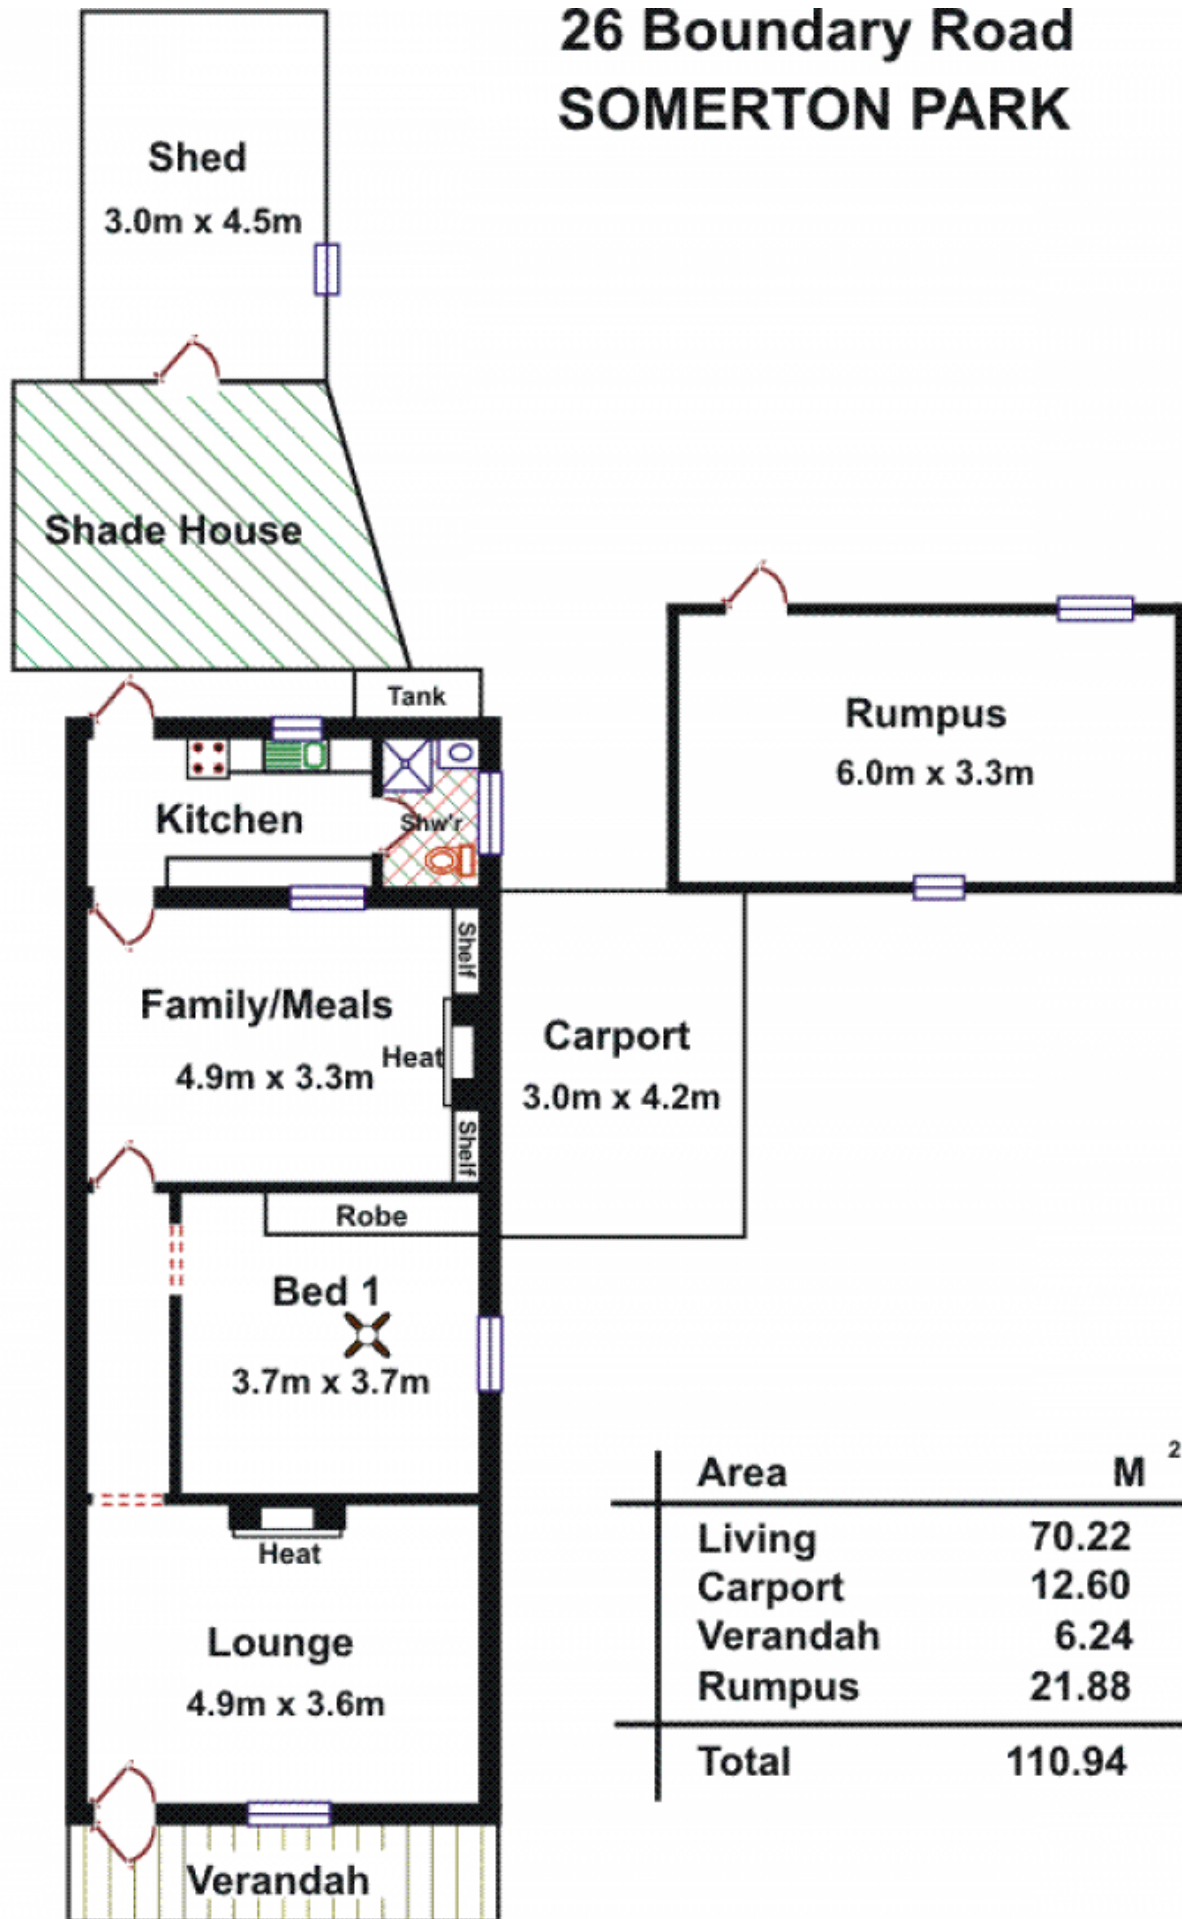 26 Boundary Road
SOMERTON PARK
Shed
3.0m x 4.5m
Shade House
Tank
Rumpus
6.0m x 3.3m
Kitchen
Shw'r
Shelf
Family/Meals
4.9m x 3.3m
Heat
Shelf
Carport
3.0m x 4.2m
Robe
Bed 1
3.7m x 3.7m
Heat
Lounge
4.9m x 3.6m
Verandah
Area M 2
Living 70.22
Carport 12.60
Verandah 6.24
Rumpus 21.88
Total 110.94